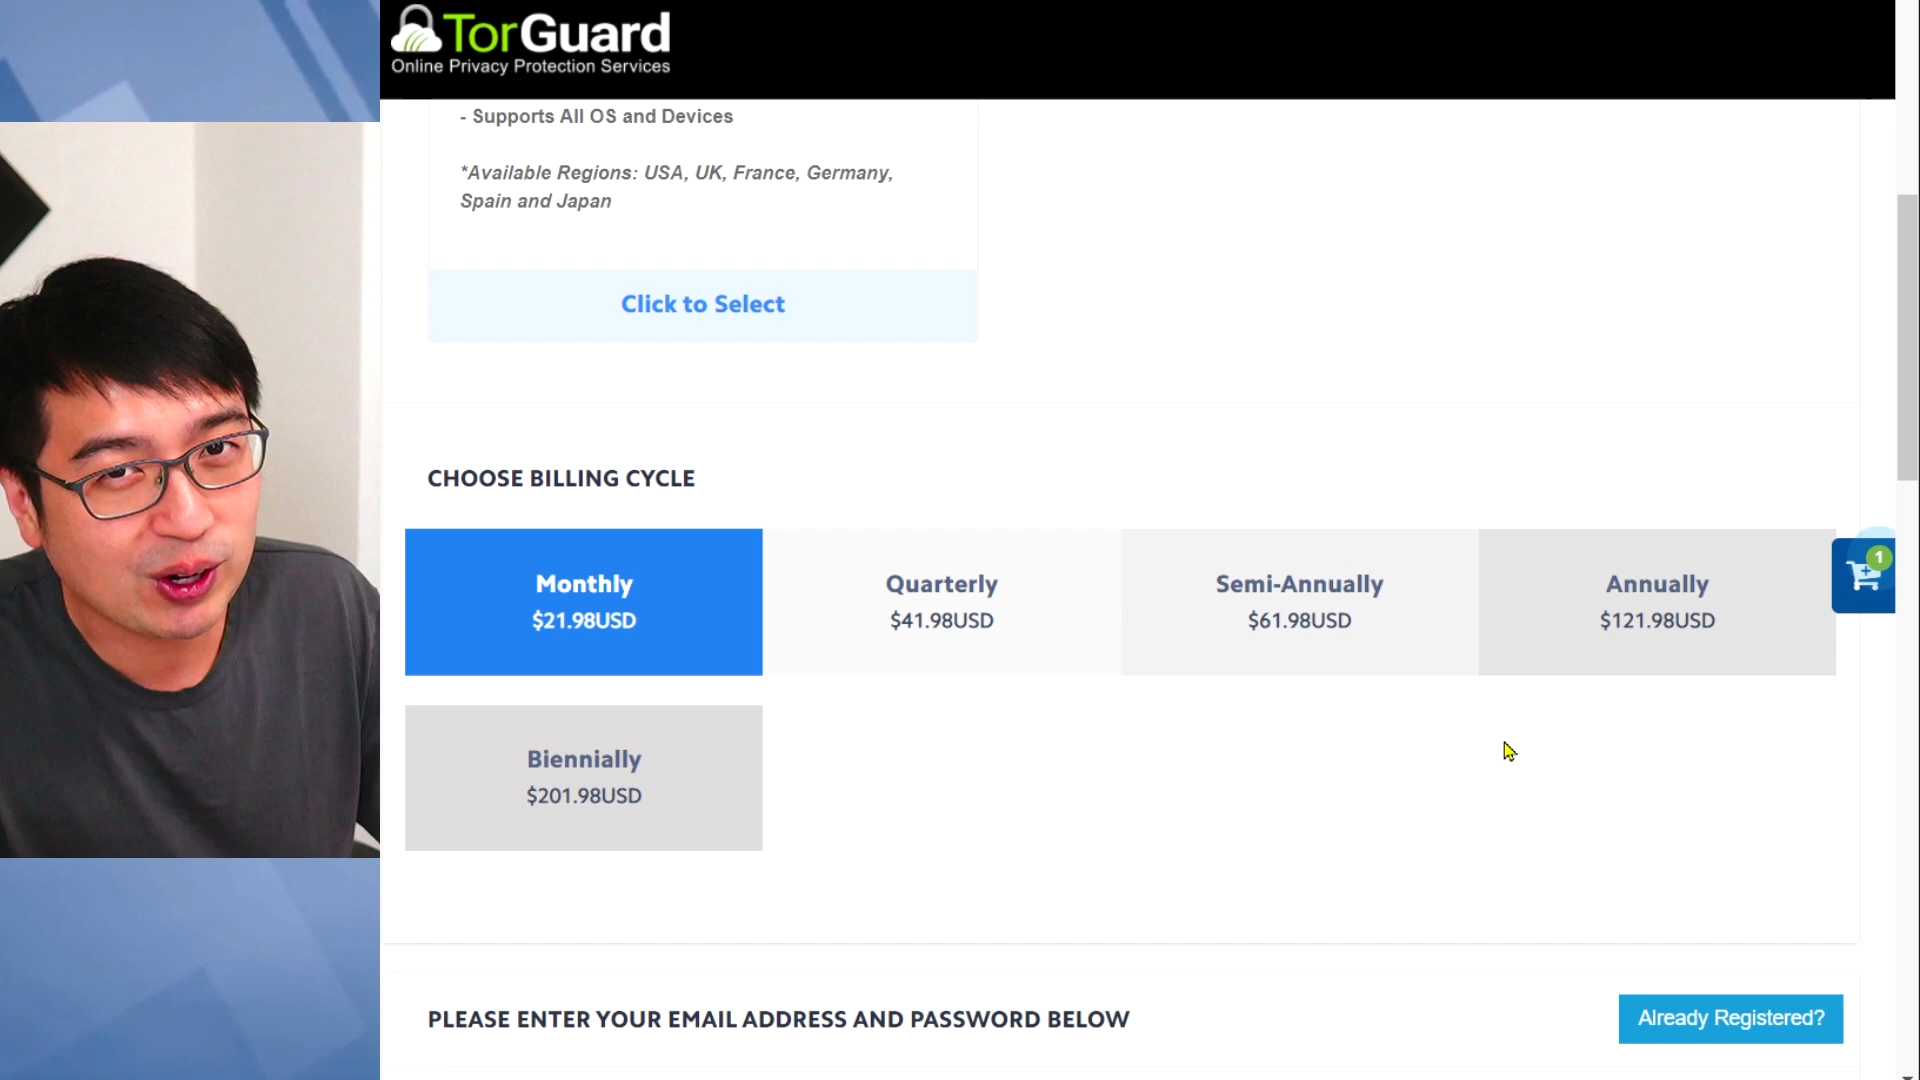 TorGuard
Online Privacy Protection Services
- Supports All OS and Devices
*Available Regions: USA, UK, France, Germany,
Spain and Japan
Click to Select
CHOOSE BILLING CYCLE
Monthly
$21.98USD
Quarterly
$41.98USD
Semi-Annually
$61.98USD
Annually
$121.98USD
1
Biennially
$201.98USD
PLEASE ENTER YOUR EMAIL ADDRESS AND PASSWORD BELOW
Already Registered?